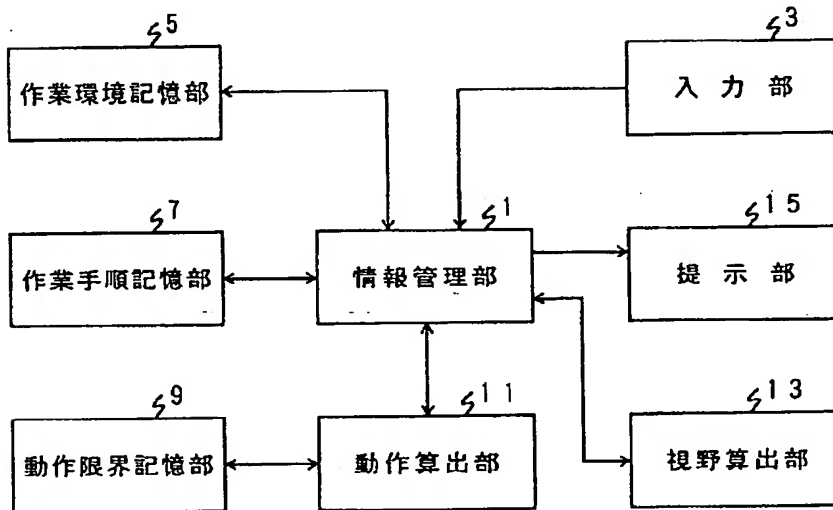 5
作業環境記憶部
3
入力部
7
作業手順記憶部
1
情報管理部
15
提示部
9
動作限界記憶部
11
動作算出部
13
視野算出部